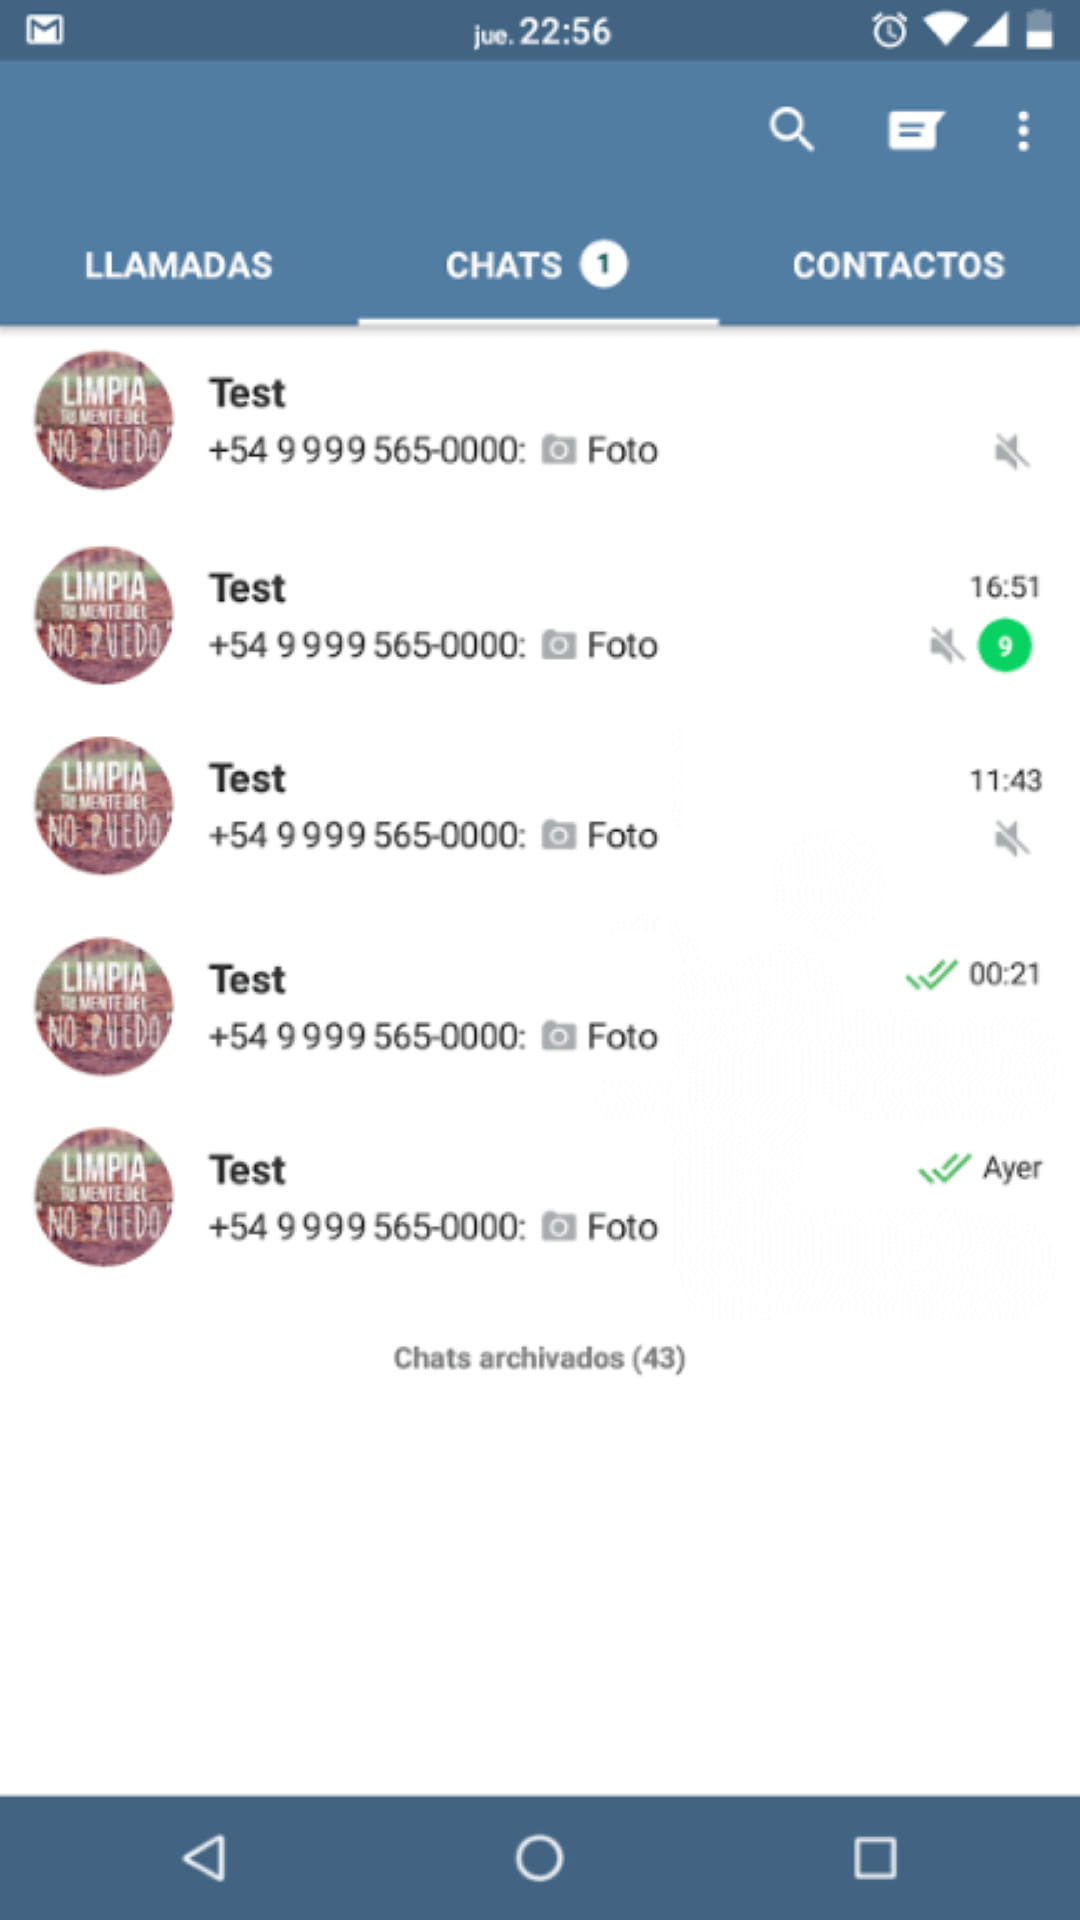 jue. 22:56
LLAMADAS
CHATS 1
CONTACTOS
LIMPIA
TU MENTE DEL
"NO PUEDO"
Test
+54 9 999 565-0000: Foto
LIMPIA
TU MENTE DEL
"NO PUEDO"
Test
16:51
+54 9 999 565-0000: Foto
9
LIMPIA
TU MENTE DEL
"NO PUEDO"
Test
11:43
+54 9 999 565-0000: Foto
LIMPIA
TU MENTE DEL
"NO PUEDO"
Test
00:21
+54 9 999 565-0000: Foto
LIMPIA
TU MENTE DEL
"NO PUEDO"
Test
Ayer
+54 9 999 565-0000: Foto
Chats archivados (43)